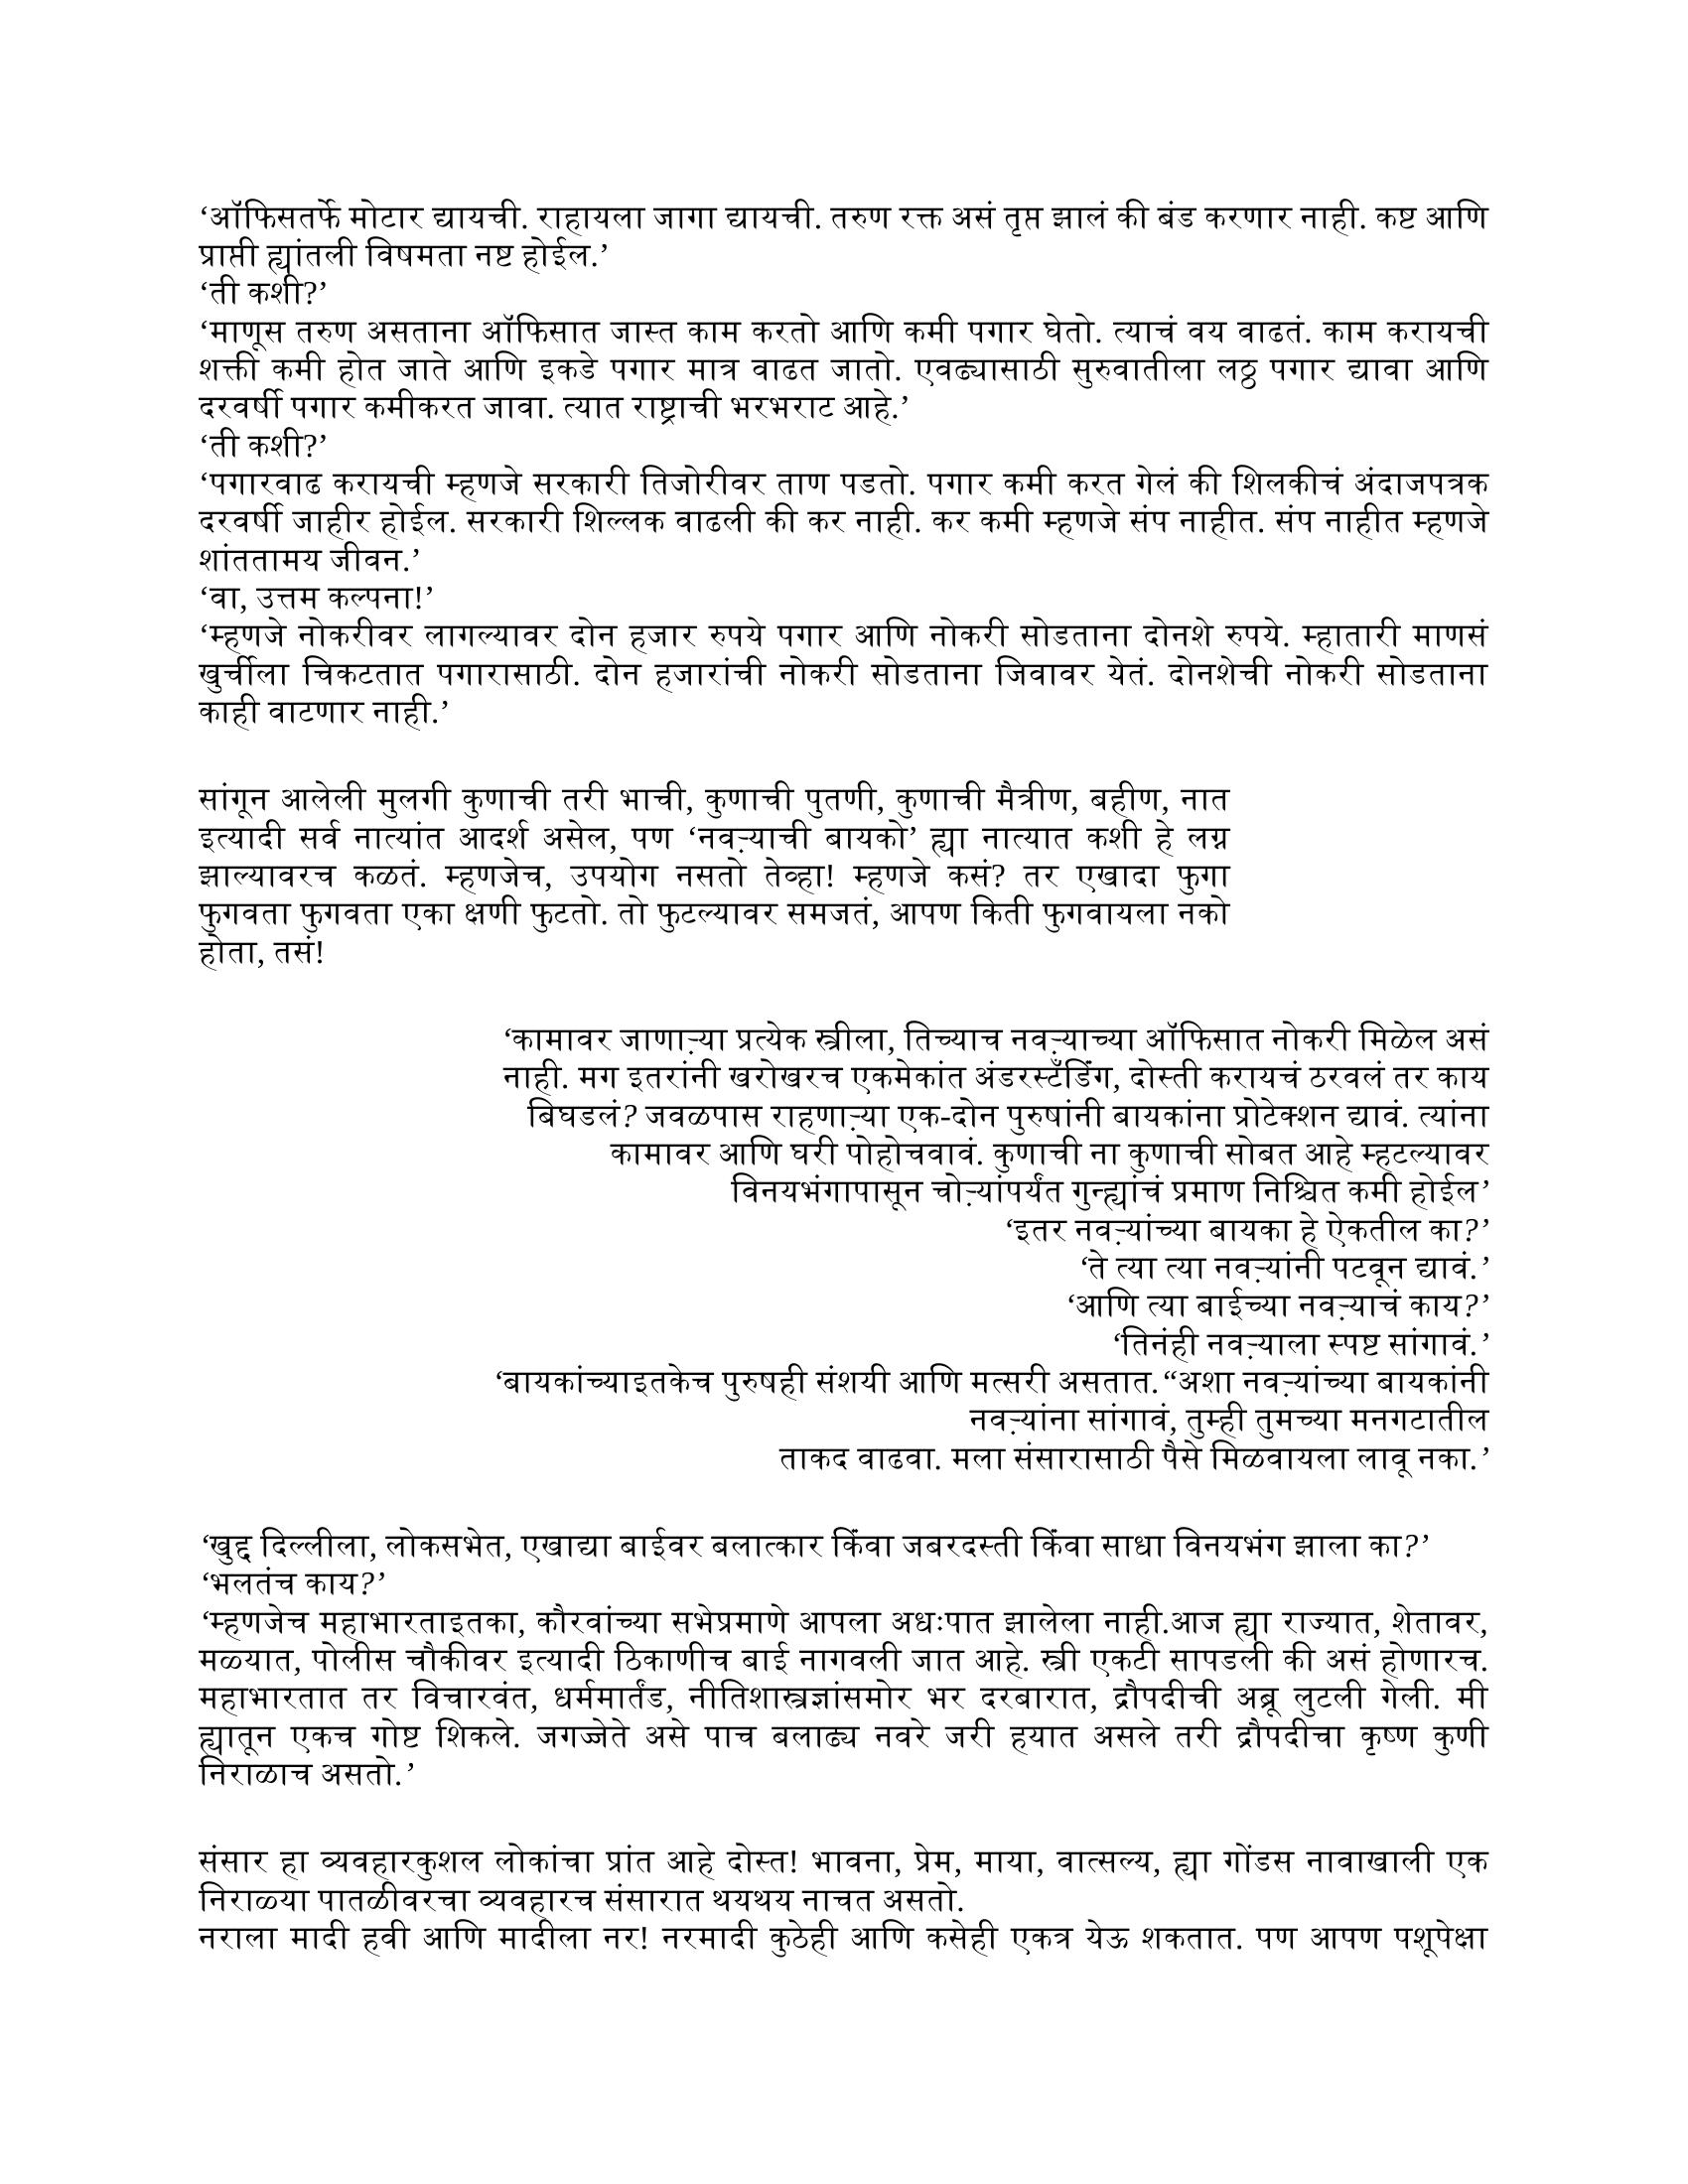 ‘ऑफिसतर्फे मोटार द्यायची. राहायला जागा द्यायची. तरुण रक्त असं तृप्त झालं की बंड करणार नाही. कष्ट आणि
प्राप्ती ह्यांतली विषमता नष्ट होईल.’
‘ती कशी?’
‘माणूस तरुण असताना ऑफिसात जास्त काम करतो आणि कमी पगार घेतो. त्याचं वय वाढतं. काम करायची
शक्ती कमी होत जाते आणि इकडे पगार मात्र वाढत जातो. एवढ्यासाठी सुरुवातीला लठ्ठ पगार द्यावा आणि
दरवर्षी पगार कमीकरत जावा. त्यात राष्ट्राची भरभराट आहे.’
‘ती कशी?’
‘पगारवाढ करायची म्हणजे सरकारी तिजोरीवर ताण पडतो. पगार कमी करत गेलं की शिलकीचं अंदाजपत्रक
दरवर्षी जाहीर होईल. सरकारी शिल्लक वाढली की कर नाही. कर कमी म्हणजे संप नाहीत. संप नाहीत म्हणजे
शांततामय जीवन.’
‘वा, उत्तम कल्पना!’
‘म्हणजे नोकरीवर लागल्यावर दोन हजार रुपये पगार आणि नोकरी सोडताना दोनशे रुपये. म्हातारी माणसं
खुर्चीला चिकटतात पगारासाठी. दोन हजारांची नोकरी सोडताना जिवावर येतं. दोनशेची नोकरी सोडताना
काही वाटणार नाही.’
सांगून आलेली मुलगी कुणाची तरी भाची, कुणाची पुतणी, कुणाची मैत्रीण, बहीण, नात
इत्यादी सर्व नात्यांत आदर्श असेल, पण ‘नवऱ्याची बायको’ ह्या नात्यात कशी हे लग्न
झाल्यावरच कळतं. म्हणजेच, उपयोग नसतो तेव्हा! म्हणजे कसं? तर एखादा फुगा
फुगवता फुगवता एका क्षणी फुटतो. तो फुटल्यावर समजतं, आपण किती फुगवायला नको
होता, तसं!
‘कामावर जाणाऱ्या प्रत्येक स्त्रीला, तिच्याच नवऱ्याच्या ऑफिसात नोकरी मिळेल असं
नाही. मग इतरांनी खरोखरच एकमेकांत अंडरस्टँडिंग, दोस्ती करायचं ठरवलं तर काय
बिघडलं? जवळपास राहणाऱ्या एक-दोन पुरुषांनी बायकांना प्रोटेक्शन द्यावं. त्यांना
कामावर आणि घरी पोहोचवावं. कुणाची ना कुणाची सोबत आहे म्हटल्यावर
विनयभंगापासून चोऱ्यांपर्यंत गुन्ह्यांचं प्रमाण निश्चित कमी होईल’
‘इतर नवऱ्यांच्या बायका हे ऐकतील का?’
‘ते त्या त्या नवऱ्यांनी पटवून द्यावं.’
‘आणि त्या बाईच्या नवऱ्याचं काय?’
‘तिनंही नवऱ्याला स्पष्ट सांगावं.’
‘बायकांच्याइतकेच पुरुषही संशयी आणि मत्सरी असतात.“अशा नवऱ्यांच्या बायकांनी
नवऱ्यांना सांगावं, तुम्ही तुमच्या मनगटातील
ताकद वाढवा. मला संसारासाठी पैसे मिळवायला लावू नका.’
‘खुद्द दिल्लीला, लोकसभेत, एखाद्या बाईवर बलात्कार किंवा जबरदस्ती किंवा साधा विनयभंग झाला का?’
‘भलतंच काय?’
‘म्हणजेच महाभारताइतका, कौरवांच्या सभेप्रमाणे आपला अधःपात झालेला नाही.आज ह्या राज्यात, शेतावर,
मळ्यात, पोलीस चौकीवर इत्यादी ठिकाणीच बाई नागवली जात आहे. स्त्री एकटी सापडली की असं होणारच.
महाभारतात तर विचारवंत, धर्ममार्तंड, नीतिशास्त्रज्ञांसमोर भर दरबारात, द्रौपदीची अब्रू लुटली गेली. मी
ह्यातून एकच गोष्ट शिकले. जगज्जेते असे पाच बलाढ्य नवरे जरी हयात असले तरी द्रौपदीचा कृष्ण कुणी
निराळाच असतो.’
संसार हा व्यवहारकुशल लोकांचा प्रांत आहे दोस्त! भावना, प्रेम, माया, वात्सल्य, ह्या गोंडस नावाखाली एक
निराळ्या पातळीवरचा व्यवहारच संसारात थयथय नाचत असतो.
नराला मादी हवी आणि मादीला नर! नरमादी कुठेही आणि कसेही एकत्र येऊ शकतात. पण आपण पशूपेक्षा